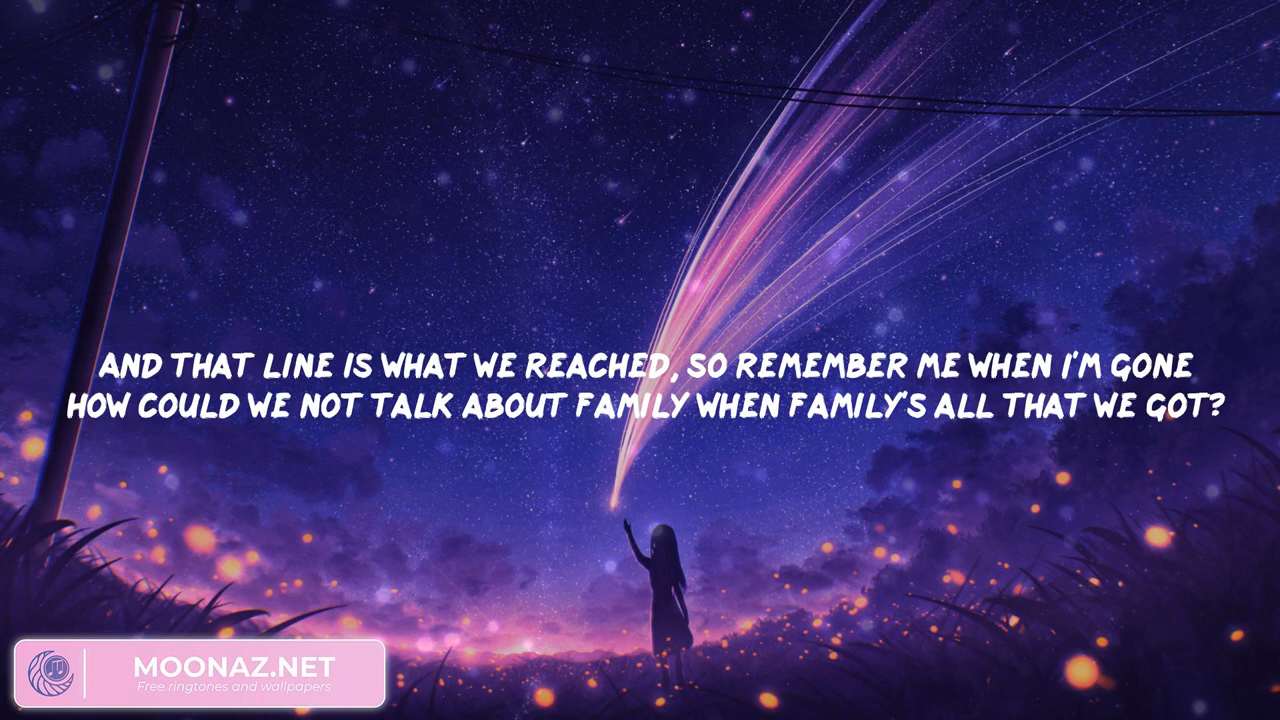 AND THAT LINE IS WHAT WE REACHED, SO REMEMBER ME WHEN I'M GONE
HOW COULD WE NOT TALK ABOUT FAMILY WHEN FAMILY'S ALL THAT WE GOT?
MOONAZ.NET
Free ringtones and wallpapers